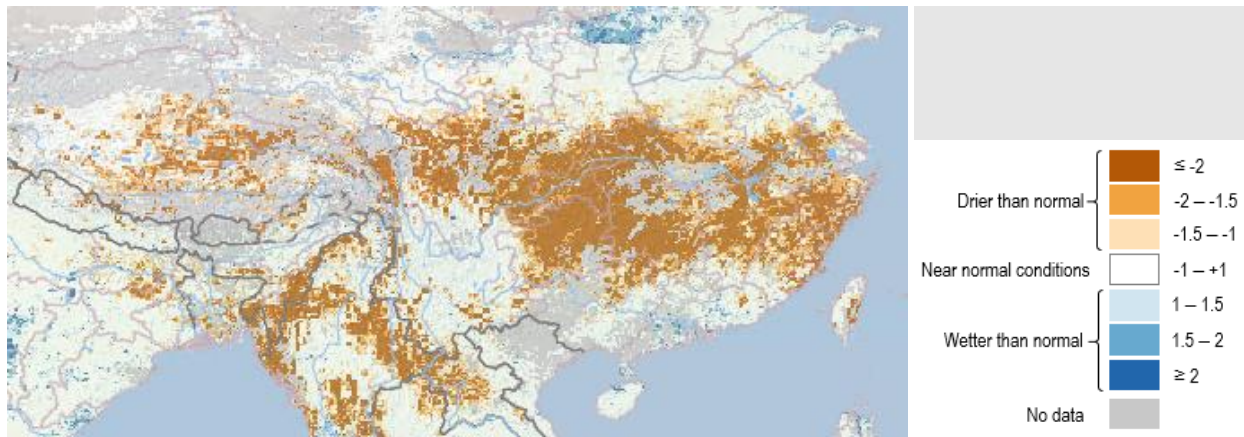 ≤ -2
Drier than normal
-2 – -1.5
-1.5 – -1
Near normal conditions
-1 – +1
1 – 1.5
Wetter than normal
1.5 – 2
≥ 2
No data